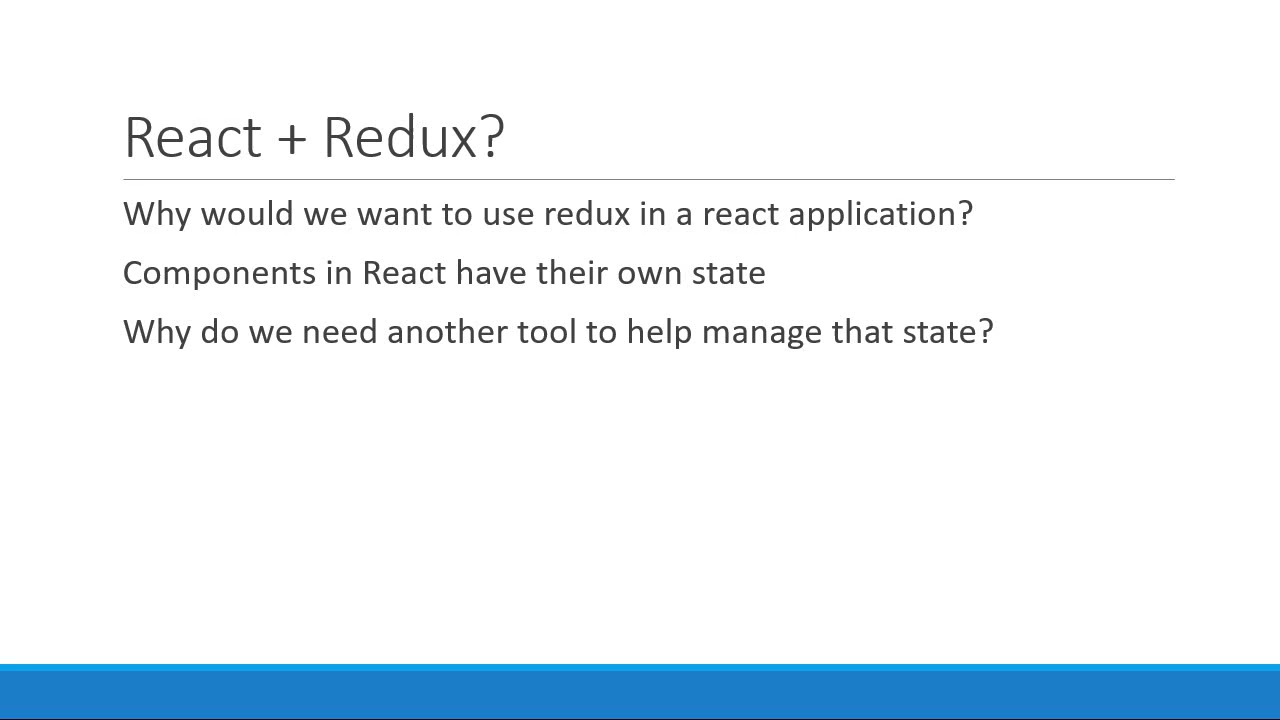 React + Redux?
Why would we want to use redux in a react application?
Components in React have their own state
Why do we need another tool to help manage that state?